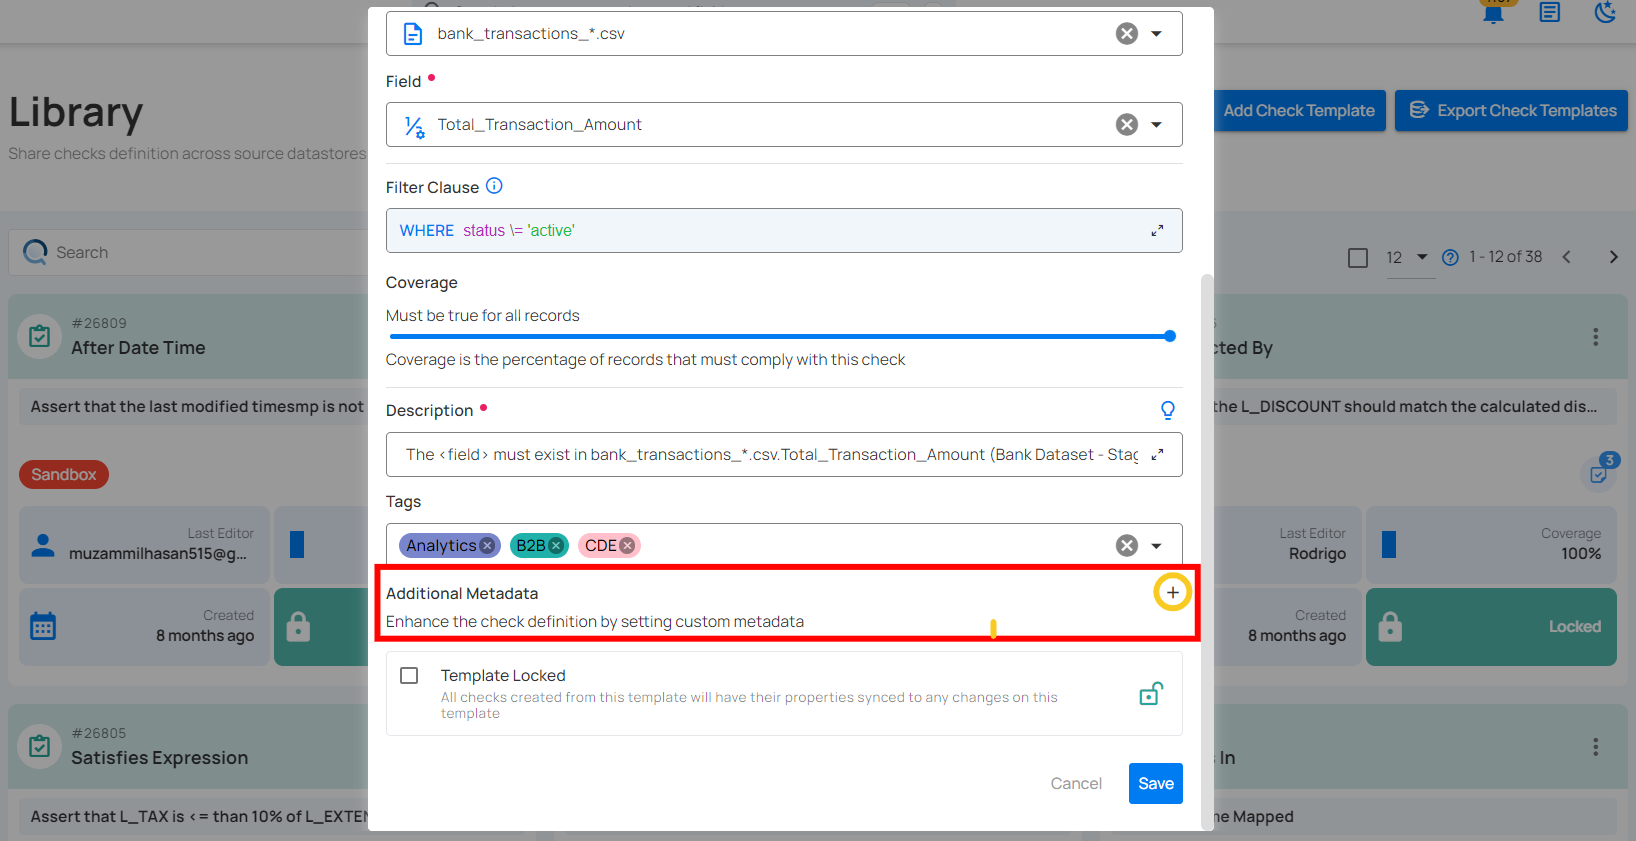 bank_transactions_*.csv
Field
Total_Transaction_Amount
Filter Clause
WHERE status \= 'active'
Coverage
Must be true for all records
Coverage is the percentage of records that must comply with this check
Description
The <field> must exist in bank_transactions_*.csv.Total_Transaction_Amount (Bank Dataset - Stag
Tags
Analytics B2B CDE
Additional Metadata
Enhance the check definition by setting custom metadata
Template Locked
All checks created from this template will have their properties synced to any changes on this
template
Cancel Save
Library
Share checks definition across source datastores
Add Check Template
Export Check Templates
Search
12
1 - 12 of 38
#26809
After Date Time
Assert that the last modified timesmp is not
Sandbox
Last Editor
muzammilhasan515@g...
Created
8 months ago
cted By
the L_DISCOUNT should match the calculated dis...
3
Last Editor
Rodrigo
Coverage
100%
Created
8 months ago
Locked
#26805
Satisfies Expression
Assert that L_TAX is <= than 10% of L_EXTEN
In
ne Mapped